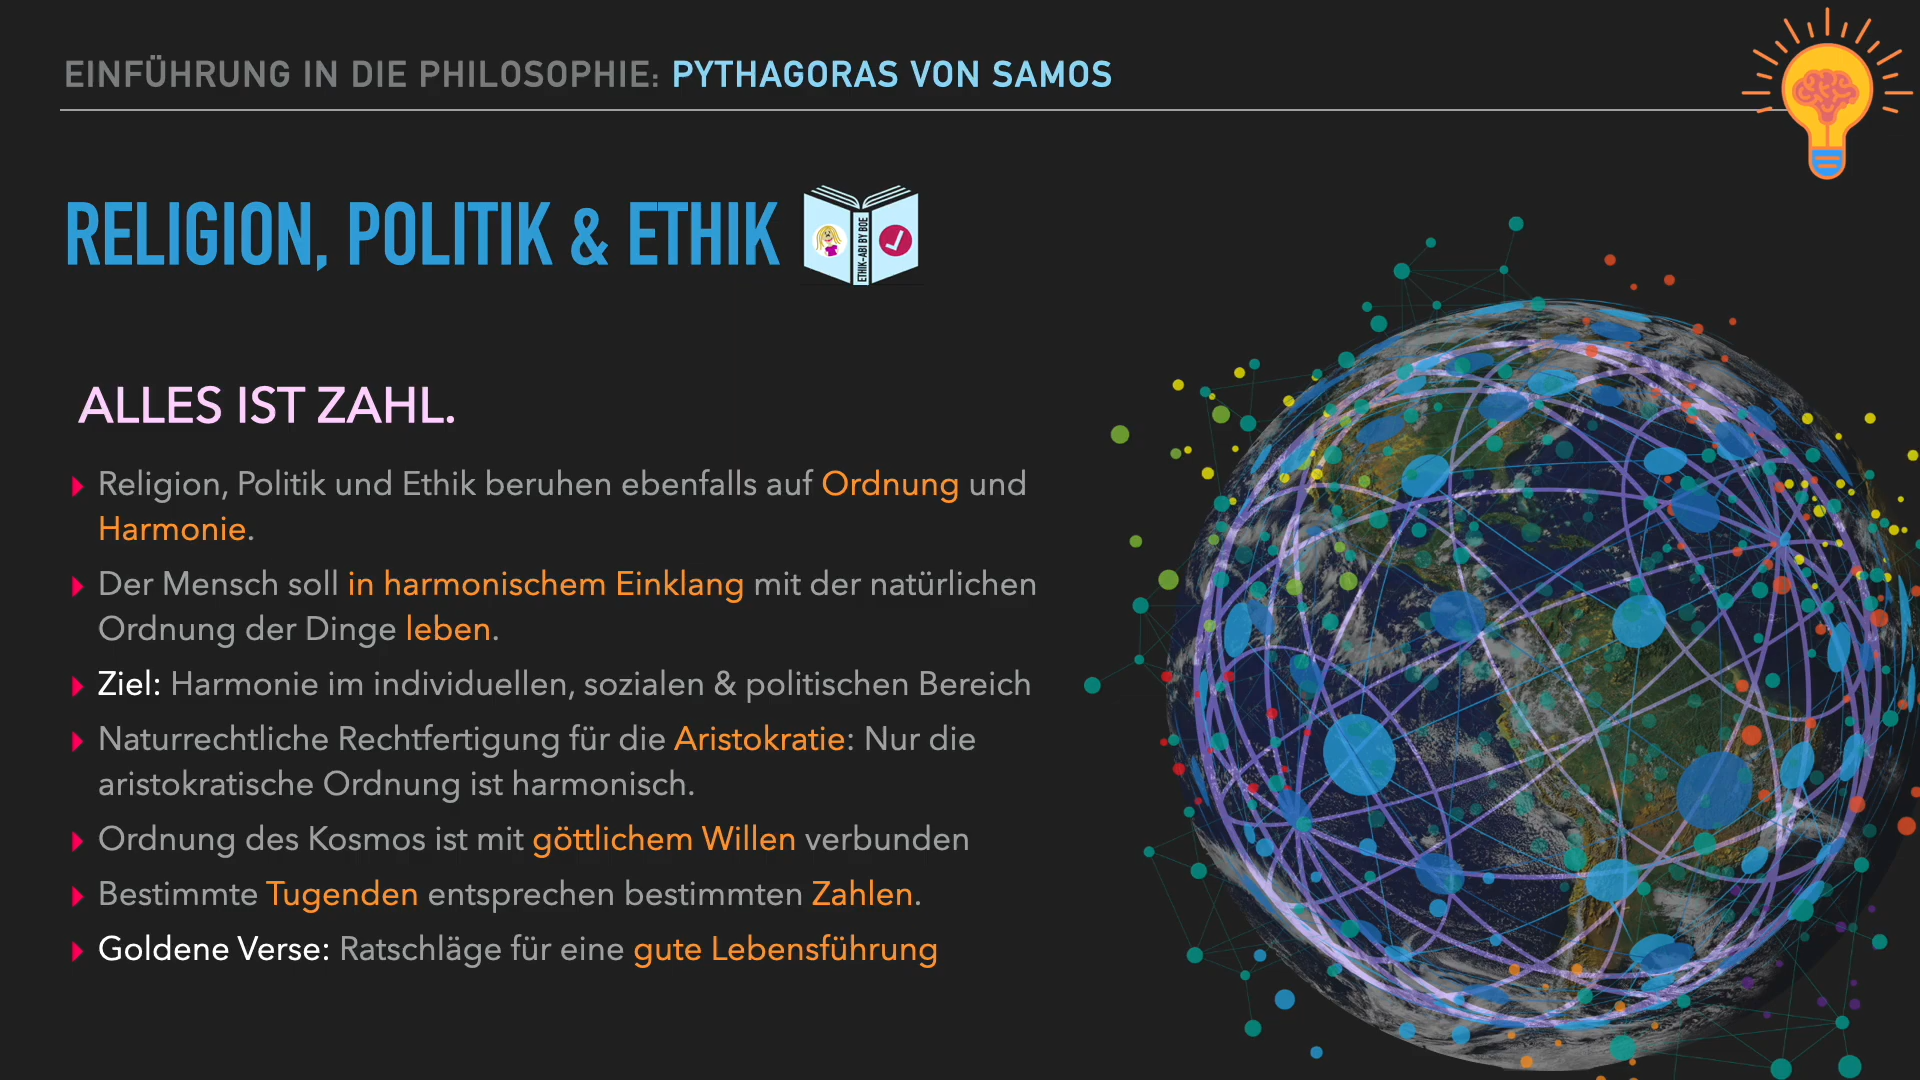 EINFÜHRUNG IN DIE PHILOSOPHIE: PYTHAGORAS VON SAMOS
RELIGION, POLITIK & ETHIK
ETHIK-ABI BY BOE
ALLES IST ZAHL.
Religion, Politik und Ethik beruhen ebenfalls auf Ordnung und
Harmonie.
Der Mensch soll in harmonischem Einklang mit der natürlichen
Ordnung der Dinge leben.
Ziel: Harmonie im individuellen, sozialen & politischen Bereich
Naturrechtliche Rechtfertigung für die Aristokratie: Nur die
aristokratische Ordnung ist harmonisch.
Ordnung des Kosmos ist mit göttlichem Willen verbunden
Bestimmte Tugenden entsprechen bestimmten Zahlen.
Goldene Verse: Ratschläge für eine gute Lebensführung